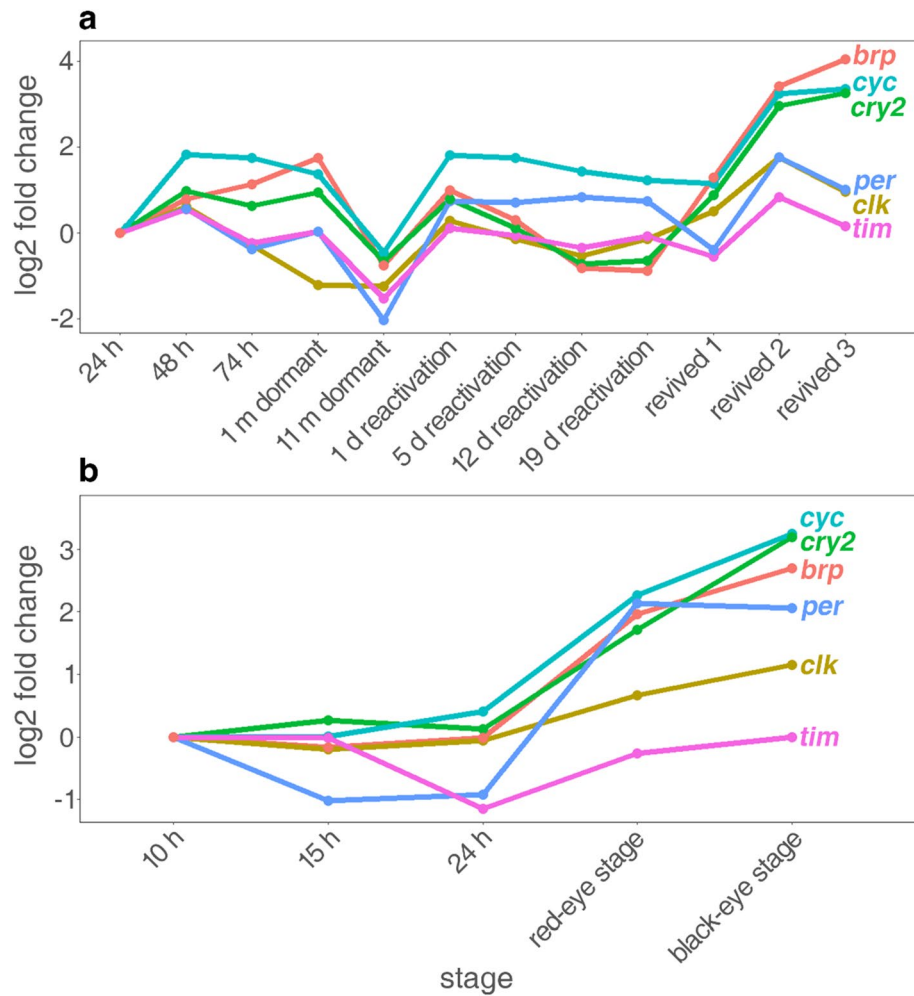 a
log2 fold change
4
2
0
-2
brp
cyc
cry2
per
clk
tim
24 h
48 h
74 h
1 m dormant
11 m dormant
1 d reactivation
5 d reactivation
12 d reactivation
19 d reactivation
revived 1
revived 2
revived 3
b
log2 fold change
3
2
1
0
-1
cyc
cry2
brp
per
clk
tim
10 h
15 h
24 h
red-eye stage
black-eye stage
stage